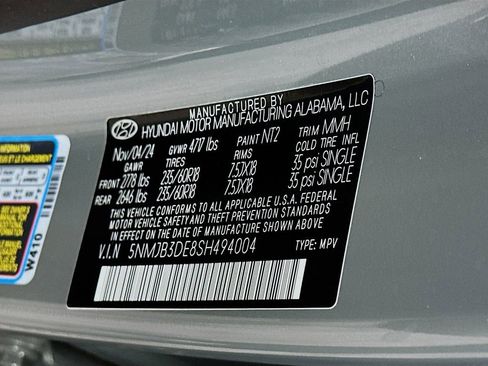 MANUFACTURED BY
HYUNDAI MOTOR MANUFACTURING ALABAMA, LLC
Nov/04/24 GVWR 4717 lbs PAINT NT2 TRIM MMH
GAWR TIRES RIMS COLD TIRE INFL
FRONT 2778 lbs 235/60R18 7.5JX18 35 psi SINGLE
REAR 2646 lbs 235/60R18 7.5JX18 35 psi SINGLE
THIS VEHICLE CONFORMS TO ALL APPLICABLE U.S.A. FEDERAL
MOTOR VEHICLE SAFETY AND THEFT PREVENTION STANDARDS
IN EFFECT ON THE DATE OF MANUFACTURE SHOWN ABOVE
V.I.N 5NMJB3DE8SH494004 TYPE: MPV
ET LE CHARGEMENT
W410